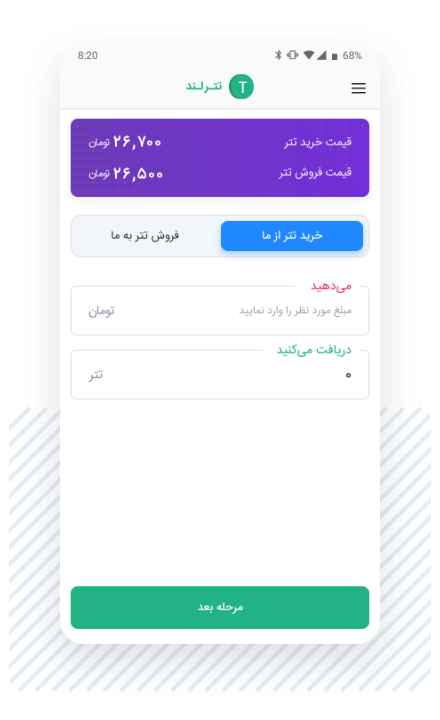 8:20 68%
تتـرلـند
قیمت خرید تتر ۲۶,۷۰۰ تومان
قیمت فروش تتر ۲۶,۵۰۰ تومان
خرید تتر از ما فروش تتر به ما
می‌دهید
مبلغ مورد نظر را وارد نمایید تومان
دریافت می‌کنید
۰ تتر
مرحله بعد